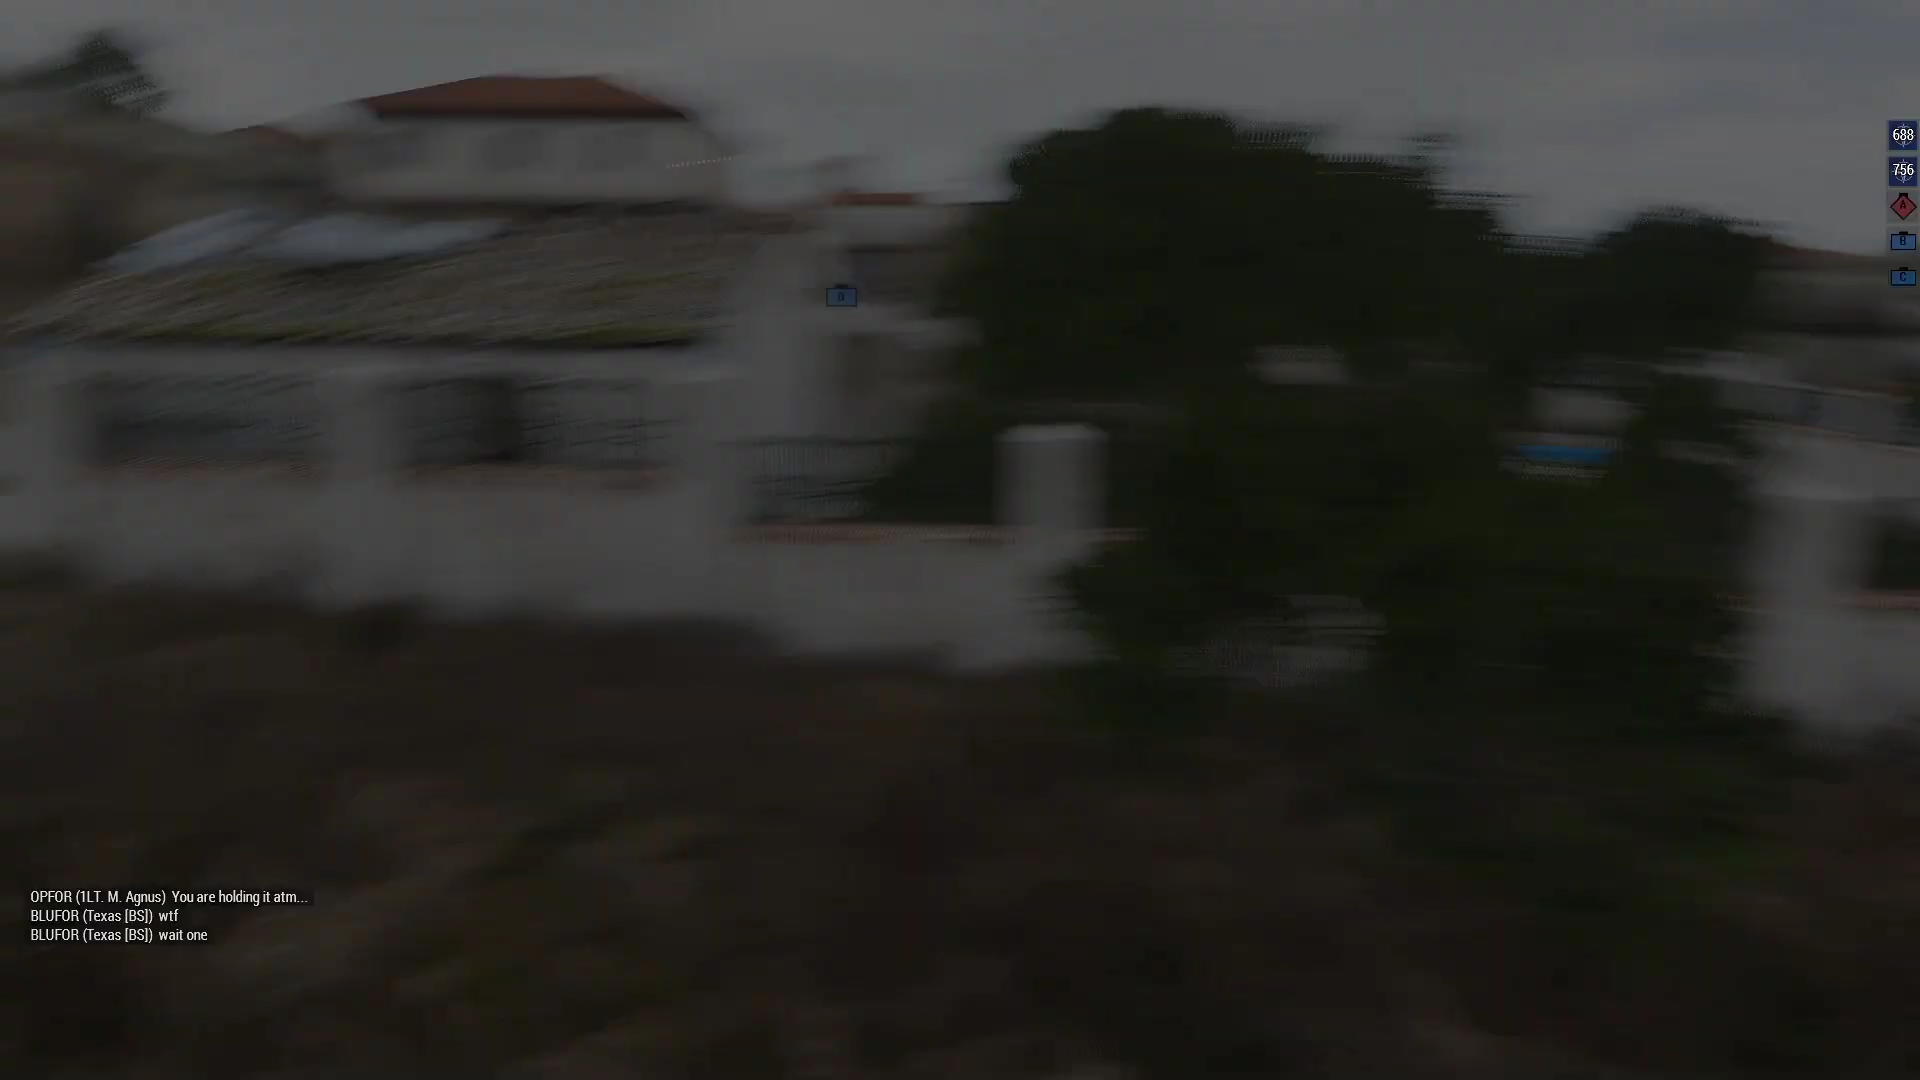 688
756
A
B
C
D
OPFOR (1LT. M. Agnus) You are holding it atm...
BLUFOR (Texas [BS]) wtf
BLUFOR (Texas [BS]) wait one